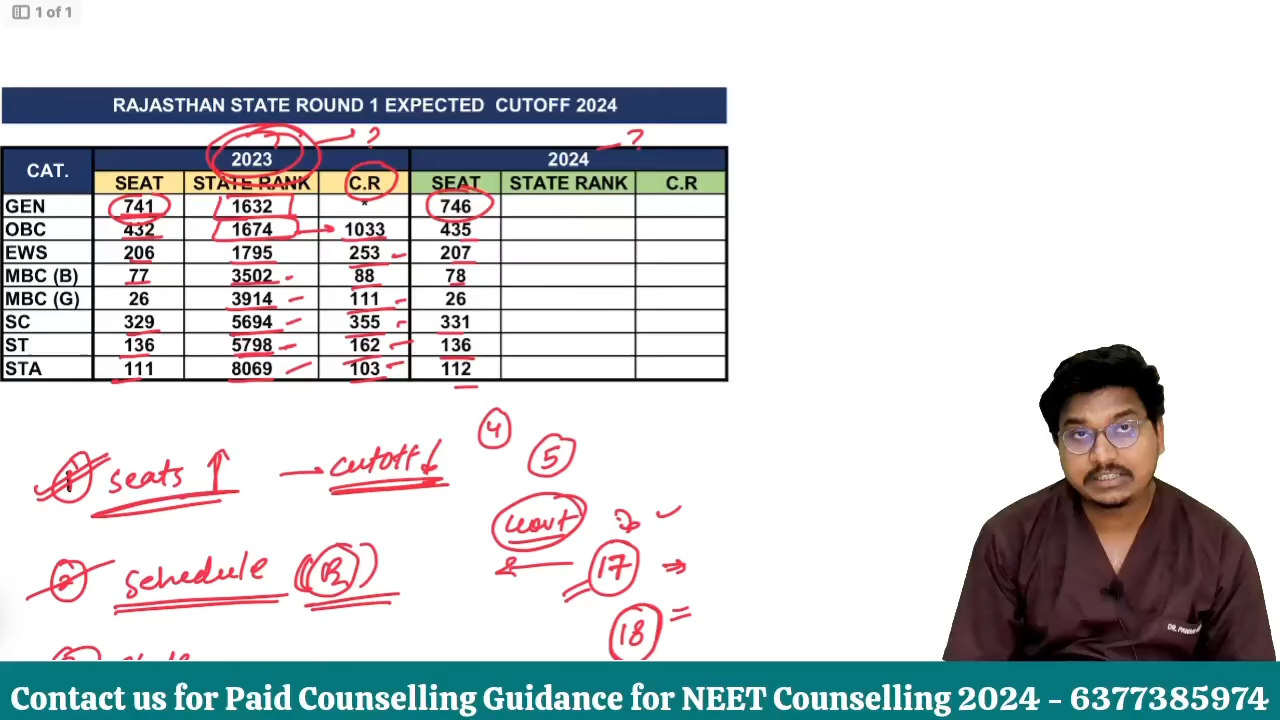 1 of 1
RAJASTHAN STATE ROUND 1 EXPECTED CUTOFF 2024
?
?
CAT. 2023 2024
SEAT STATE RANK C.R SEAT STATE RANK C.R
GEN 741 1632 * 746
OBC 432 1674 1033 435
EWS 206 1795 253 207
MBC (B) 77 3502 88 78
MBC (G) 26 3914 111 26
SC 329 5694 355 331
ST 136 5798 162 136
STA 111 8069 103 112
4
5
1 seats ↑ → cutoff ↓
2 schedule
17
18
Contact us for Paid Counselling Guidance for NEET Counselling 2024 - 6377385974